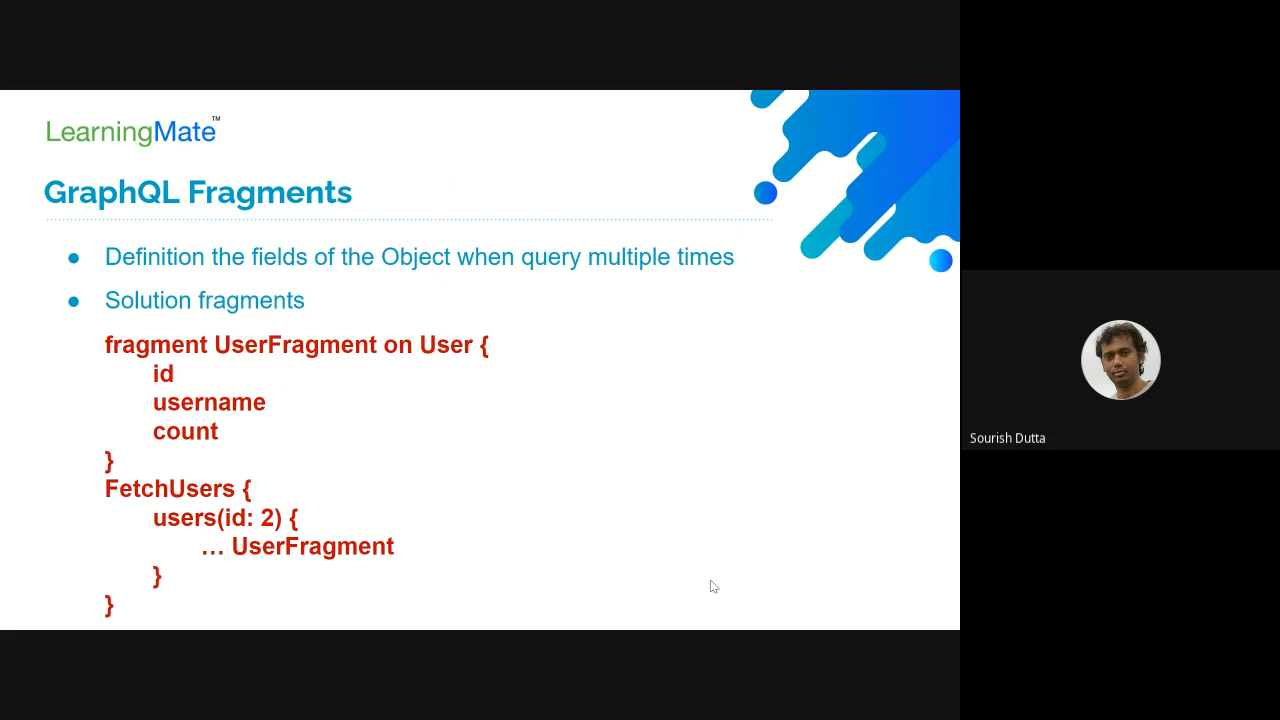 LearningMate™
GraphQL Fragments
● Definition the fields of the Object when query multiple times
● Solution fragments
fragment UserFragment on User {
id
username
count
}
FetchUsers {
users(id: 2) {
… UserFragment
}
}
Sourish Dutta